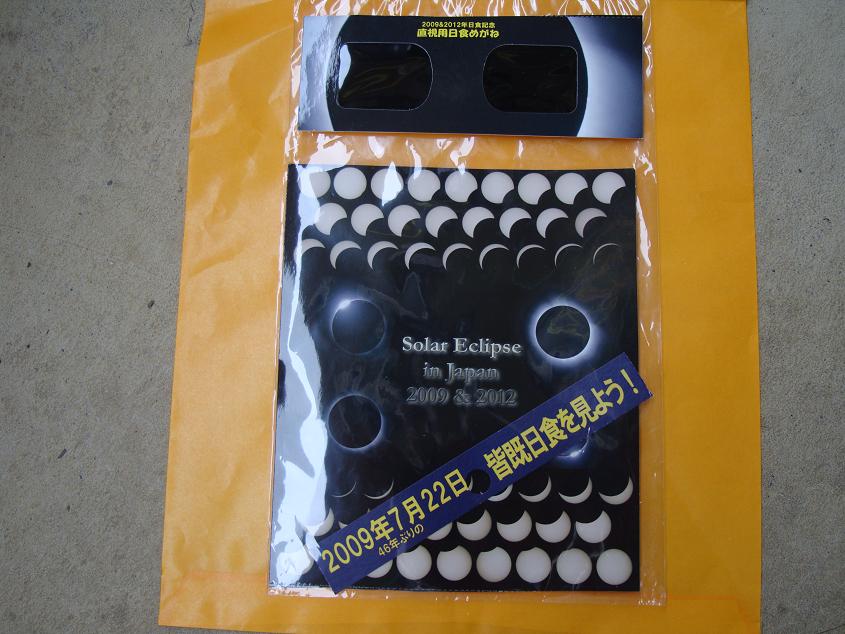 2009&2012年日食記念
直視用日食めがね
Solar Eclipse
in Japan
2009 & 2012
2009年7月22日
46年ぶりの
皆既日食を見よう!